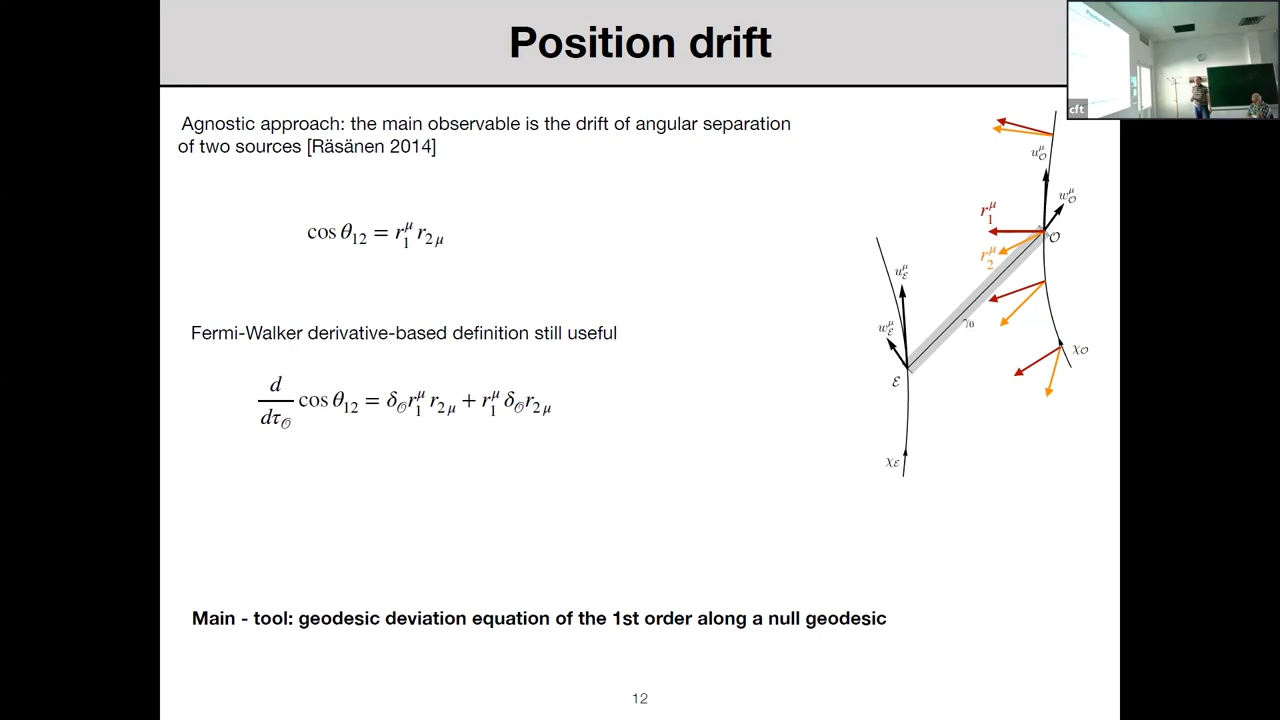 Position drift
cft
Agnostic approach: the main observable is the drift of angular separation
of two sources [Räsänen 2014]
cos θ₁₂ = r₁^μ r₂μ
Fermi-Walker derivative-based definition still useful
d/dτ_𝒪 cos θ₁₂ = δ_𝒪 r₁^μ r₂μ + r₁^μ δ_𝒪 r₂μ
u_𝒪^μ
w_𝒪^μ
r₁^μ
𝒪
r₂^μ
u_ℰ^μ
w_ℰ^μ
γ₀
χ_𝒪
ℰ
χ_ℰ
Main - tool: geodesic deviation equation of the 1st order along a null geodesic
12